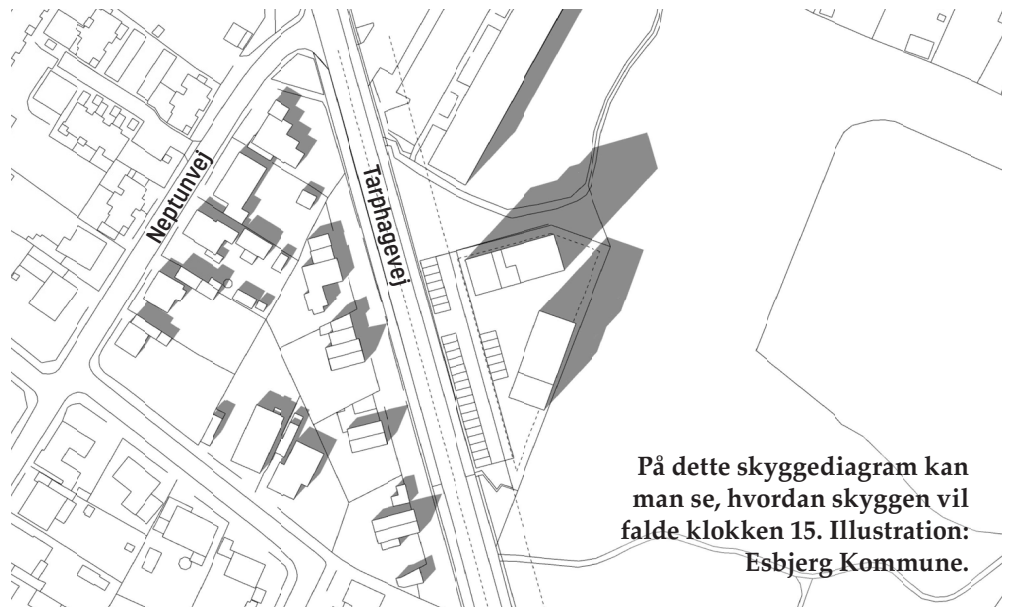 Neptunvej
Tarphagevej
På dette skyggediagram kan
man se, hvordan skyggen vil
falde klokken 15. Illustration:
Esbjerg Kommune.